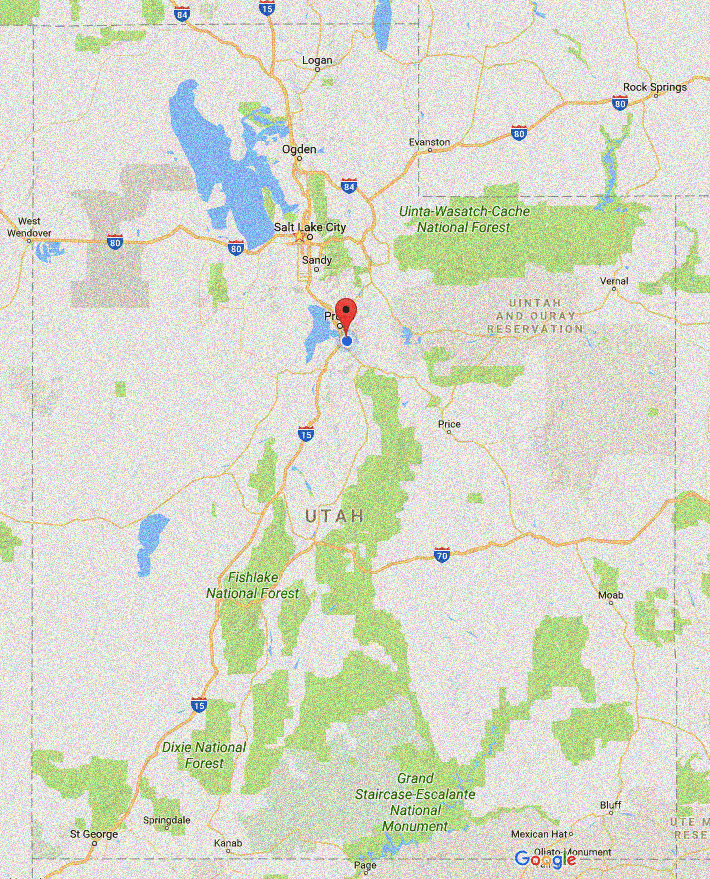 84
15
Logan
Rock Springs
80
80
Evanston
Ogden
84
Uinta-Wasatch-Cache
National Forest
West
Wendover
80
80
Salt Lake City
Sandy
Vernal
UINTAH
AND OURAY
RESERVATION
Price
15
UTAH
70
Fishlake
National Forest
Moab
15
Dixie National
Forest
Grand
Staircase-Escalante
National
Monument
Springdale
St George
Kanab
Page
Bluff
UTE M
RESE
Mexican Hat
Oljato-Monument
Google